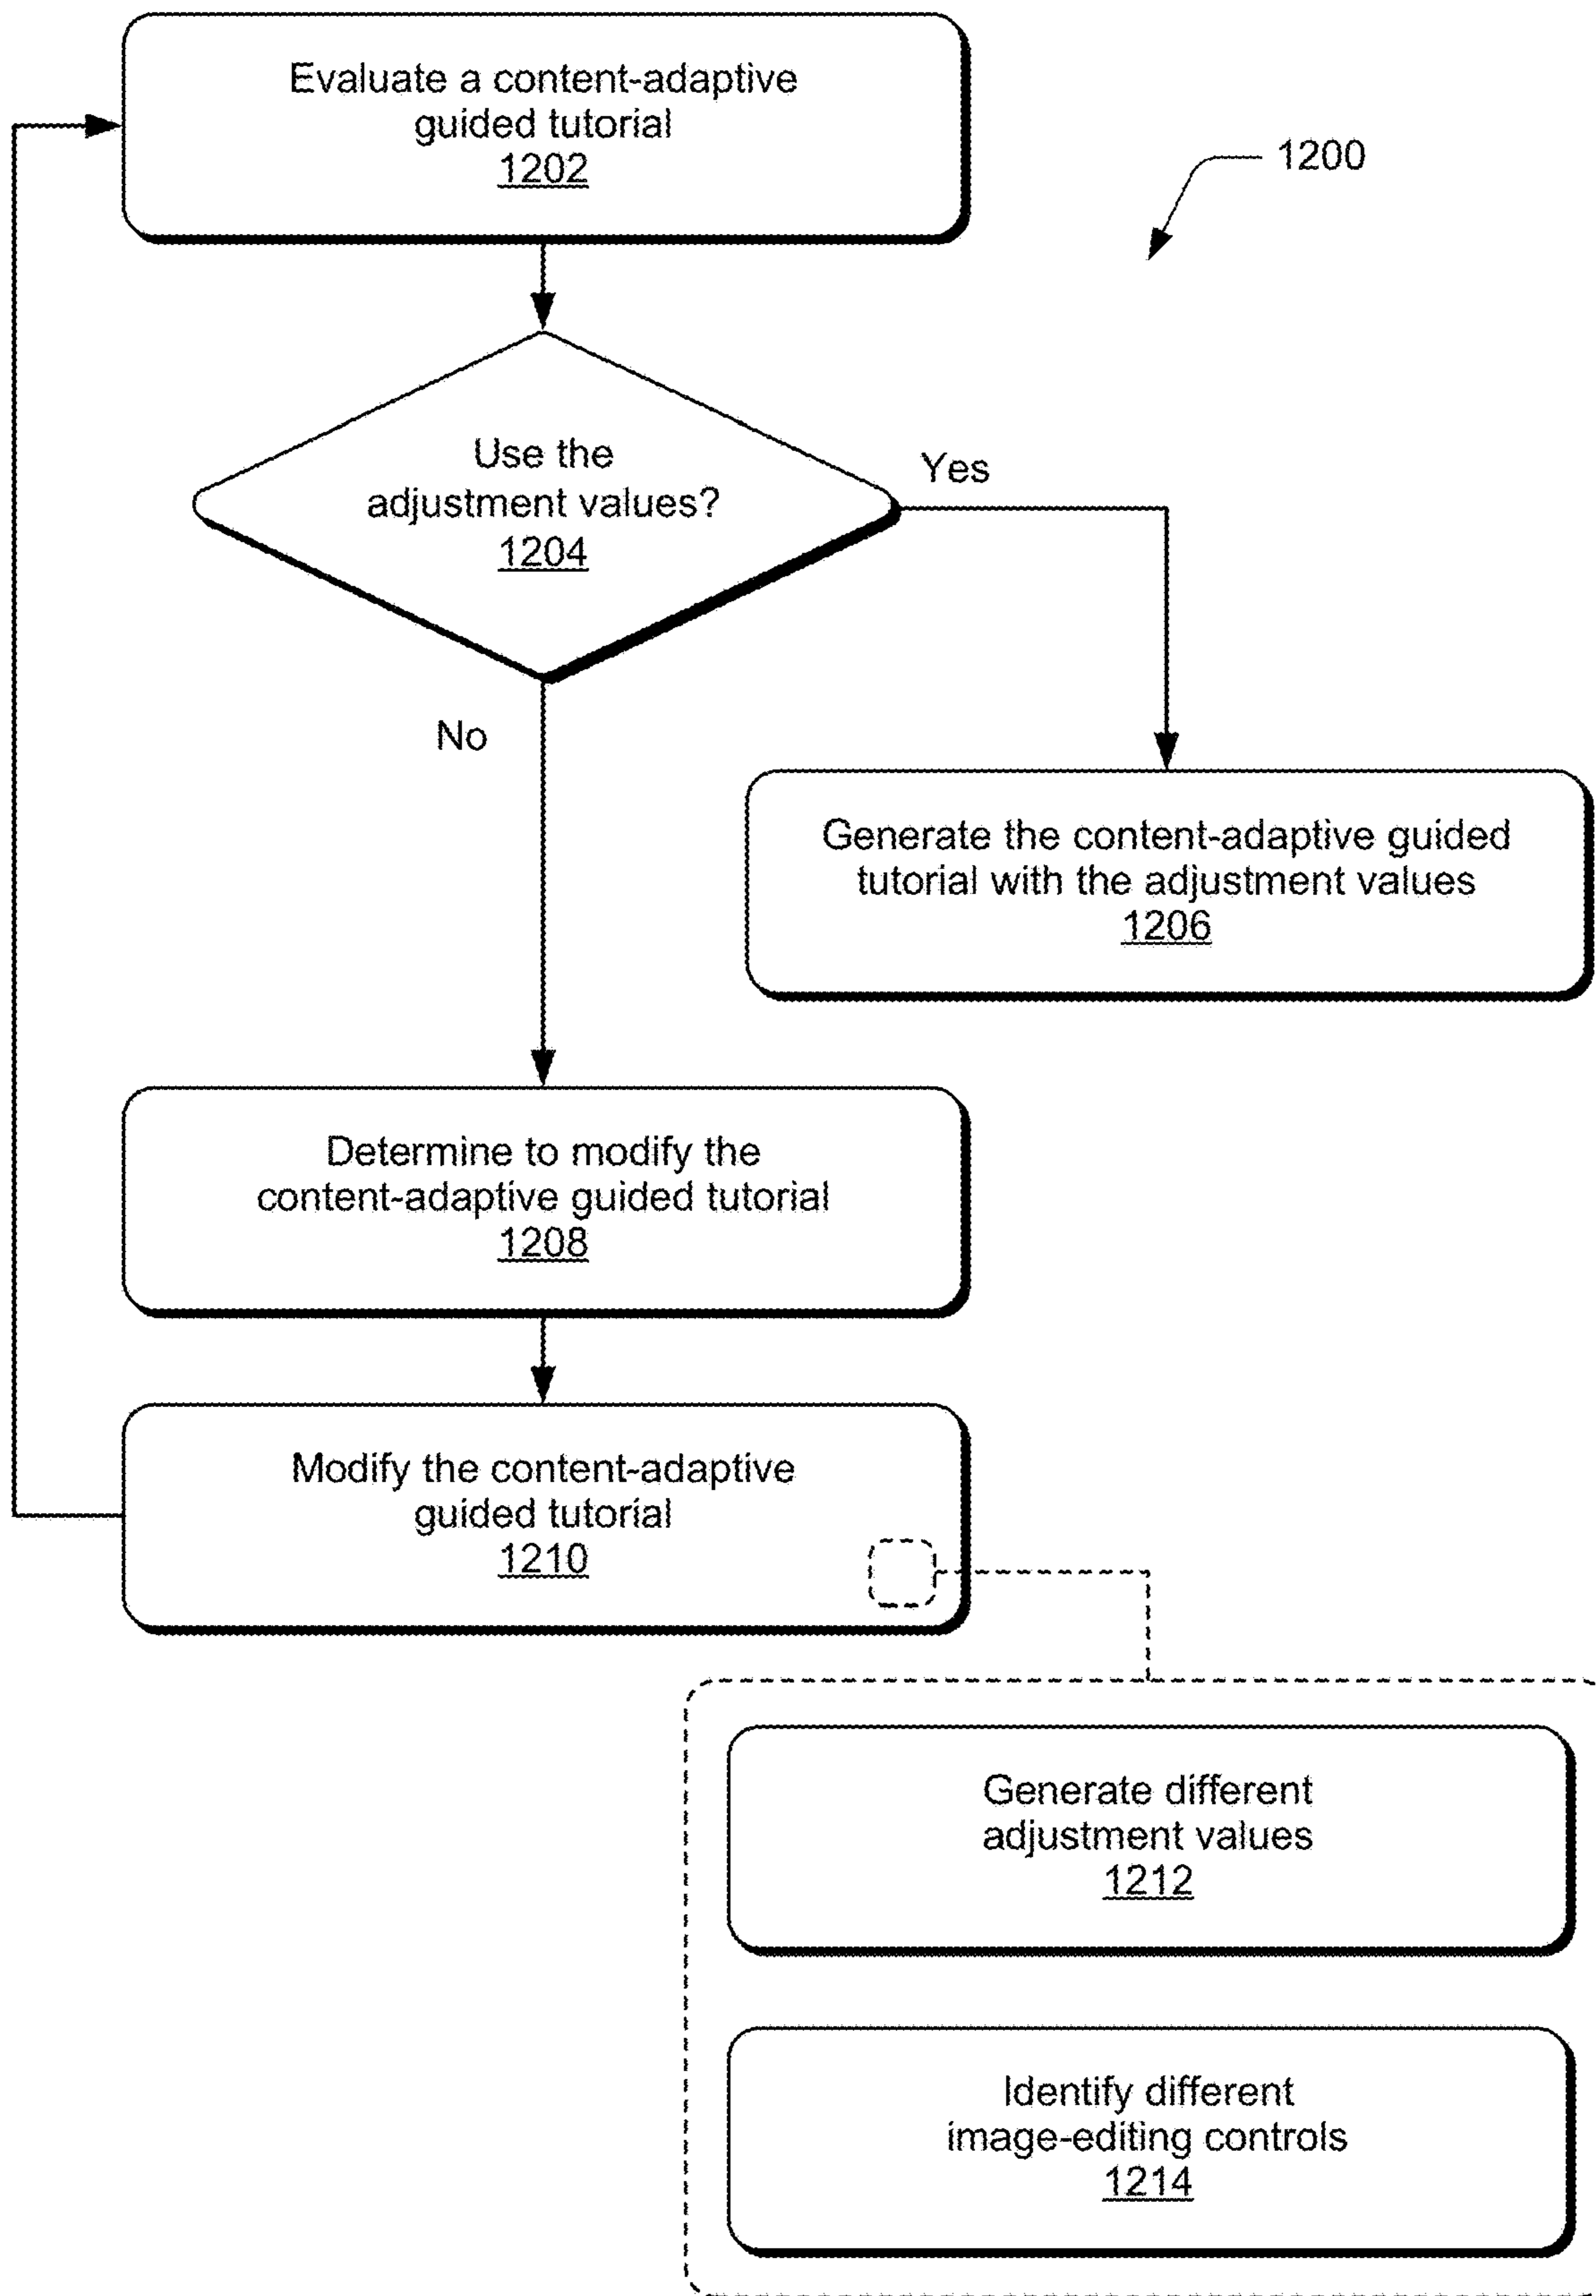 Evaluate a content-adaptive
guided tutorial
1202
1200
Use the
adjustment values?
1204
Yes
No
Generate the content-adaptive guided
tutorial with the adjustment values
1206
Determine to modify the
content-adaptive guided tutorial
1208
Modify the content-adaptive
guided tutorial
1210
Generate different
adjustment values
1212
Identify different
image-editing controls
1214